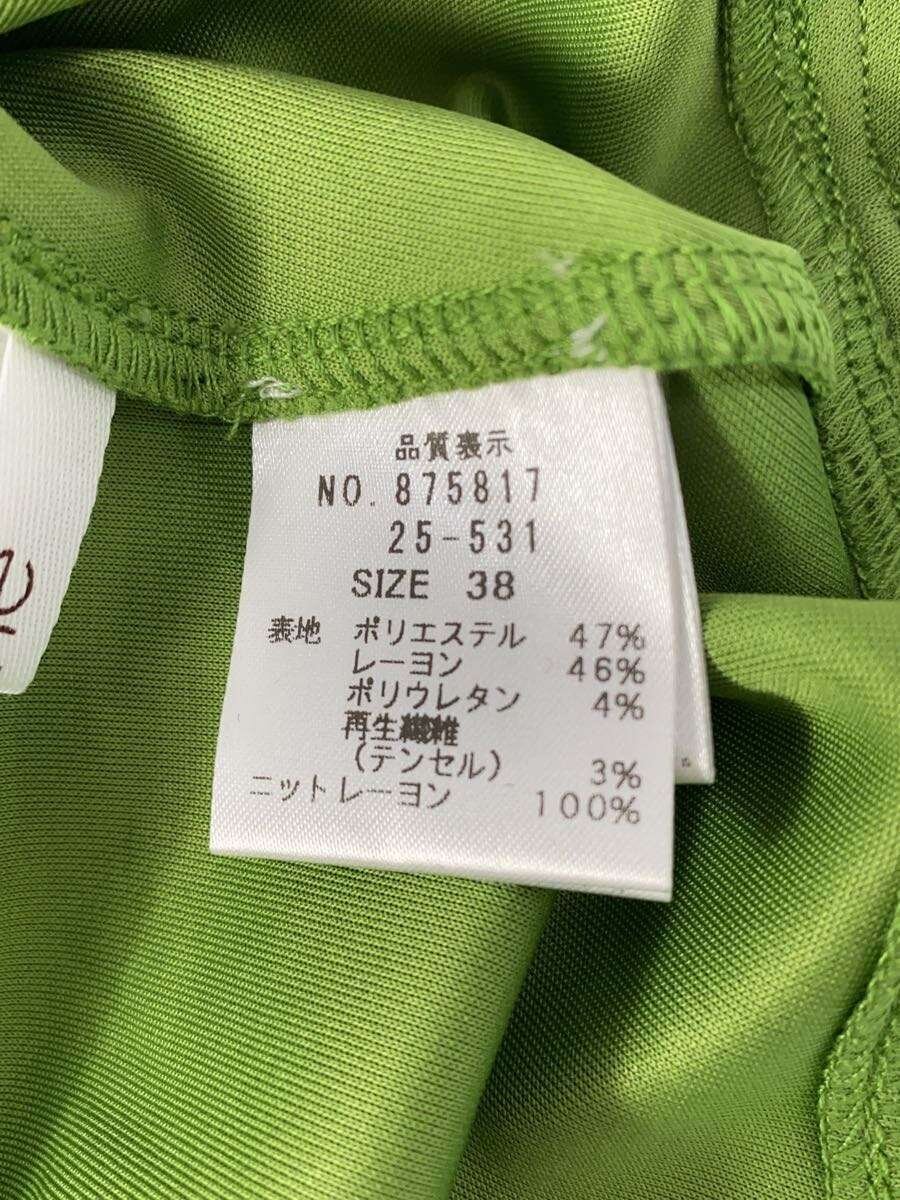 品質表示
NO. 875817
25-531
SIZE 38
表地 ポリエステル 47%
レーヨン 46%
ポリウレタン 4%
再生繊維
(テンセル) 3%
ニットレーヨン 100%